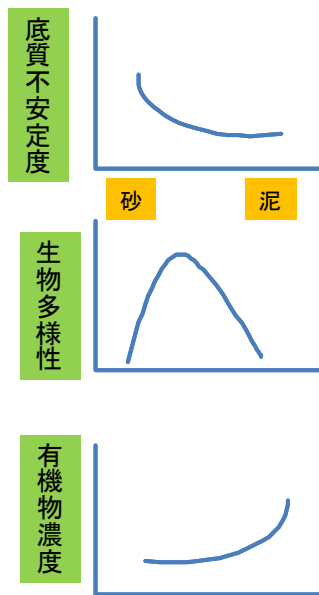 底質不安定度
砂
泥
生物多様性
有機物濃度